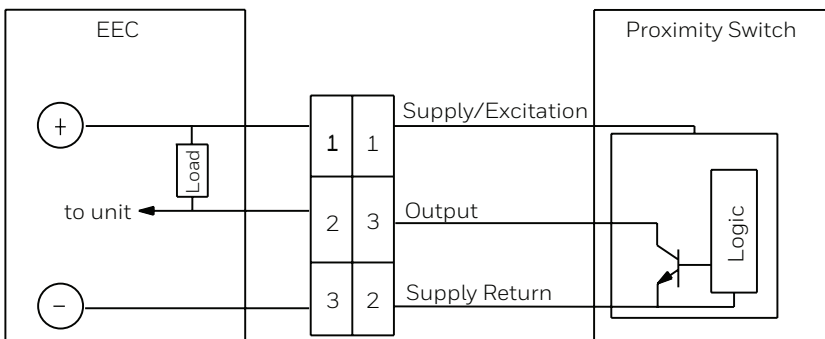 EEC
Proximity Switch
+
Supply/Excitation
1 1
Load
to unit
2 3
Output
Logic
−
3 2
Supply Return